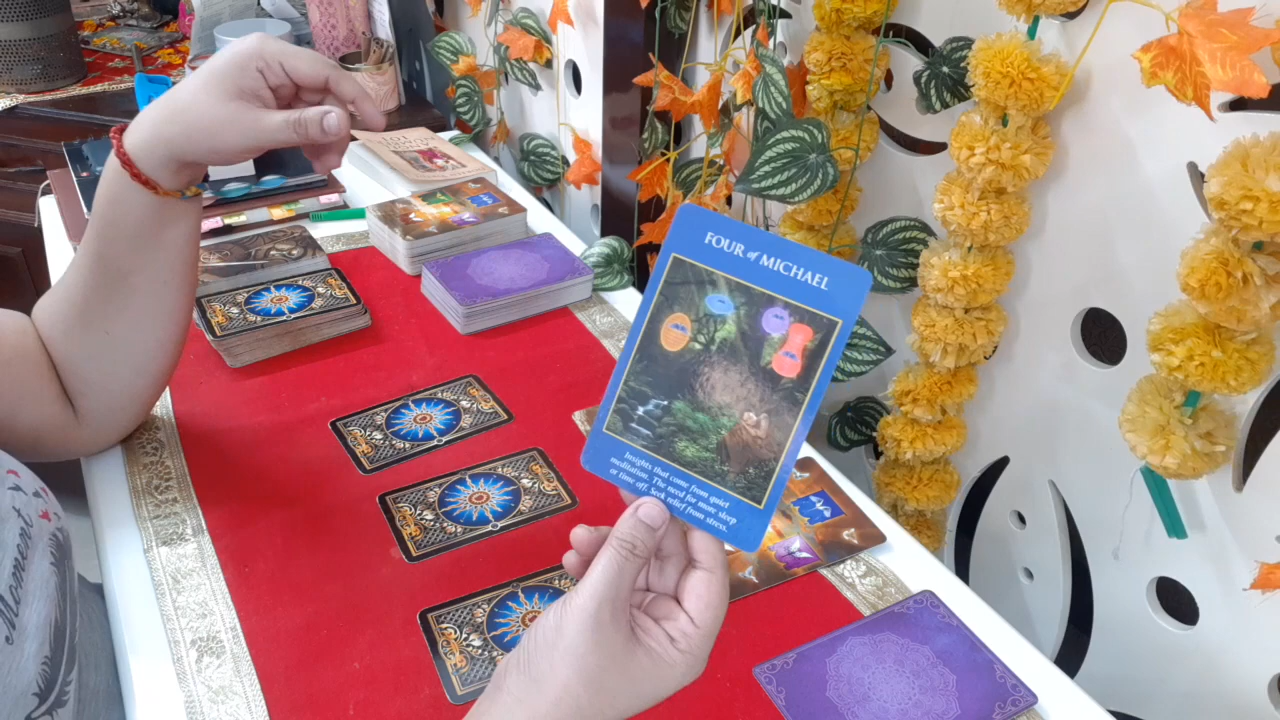 101
FOUR of MICHAEL
Insights that come from quiet
meditation. The need for more sleep
or time off. Seek relief from stress.
Moment